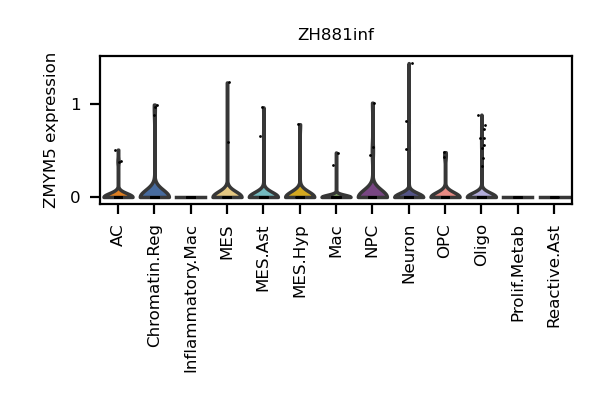 ZH881inf
ZMYM5 expression
1
0
AC
Chromatin.Reg
Inflammatory.Mac
MES
MES.Ast
MES.Hyp
Mac
NPC
Neuron
OPC
Oligo
Prolif.Metab
Reactive.Ast